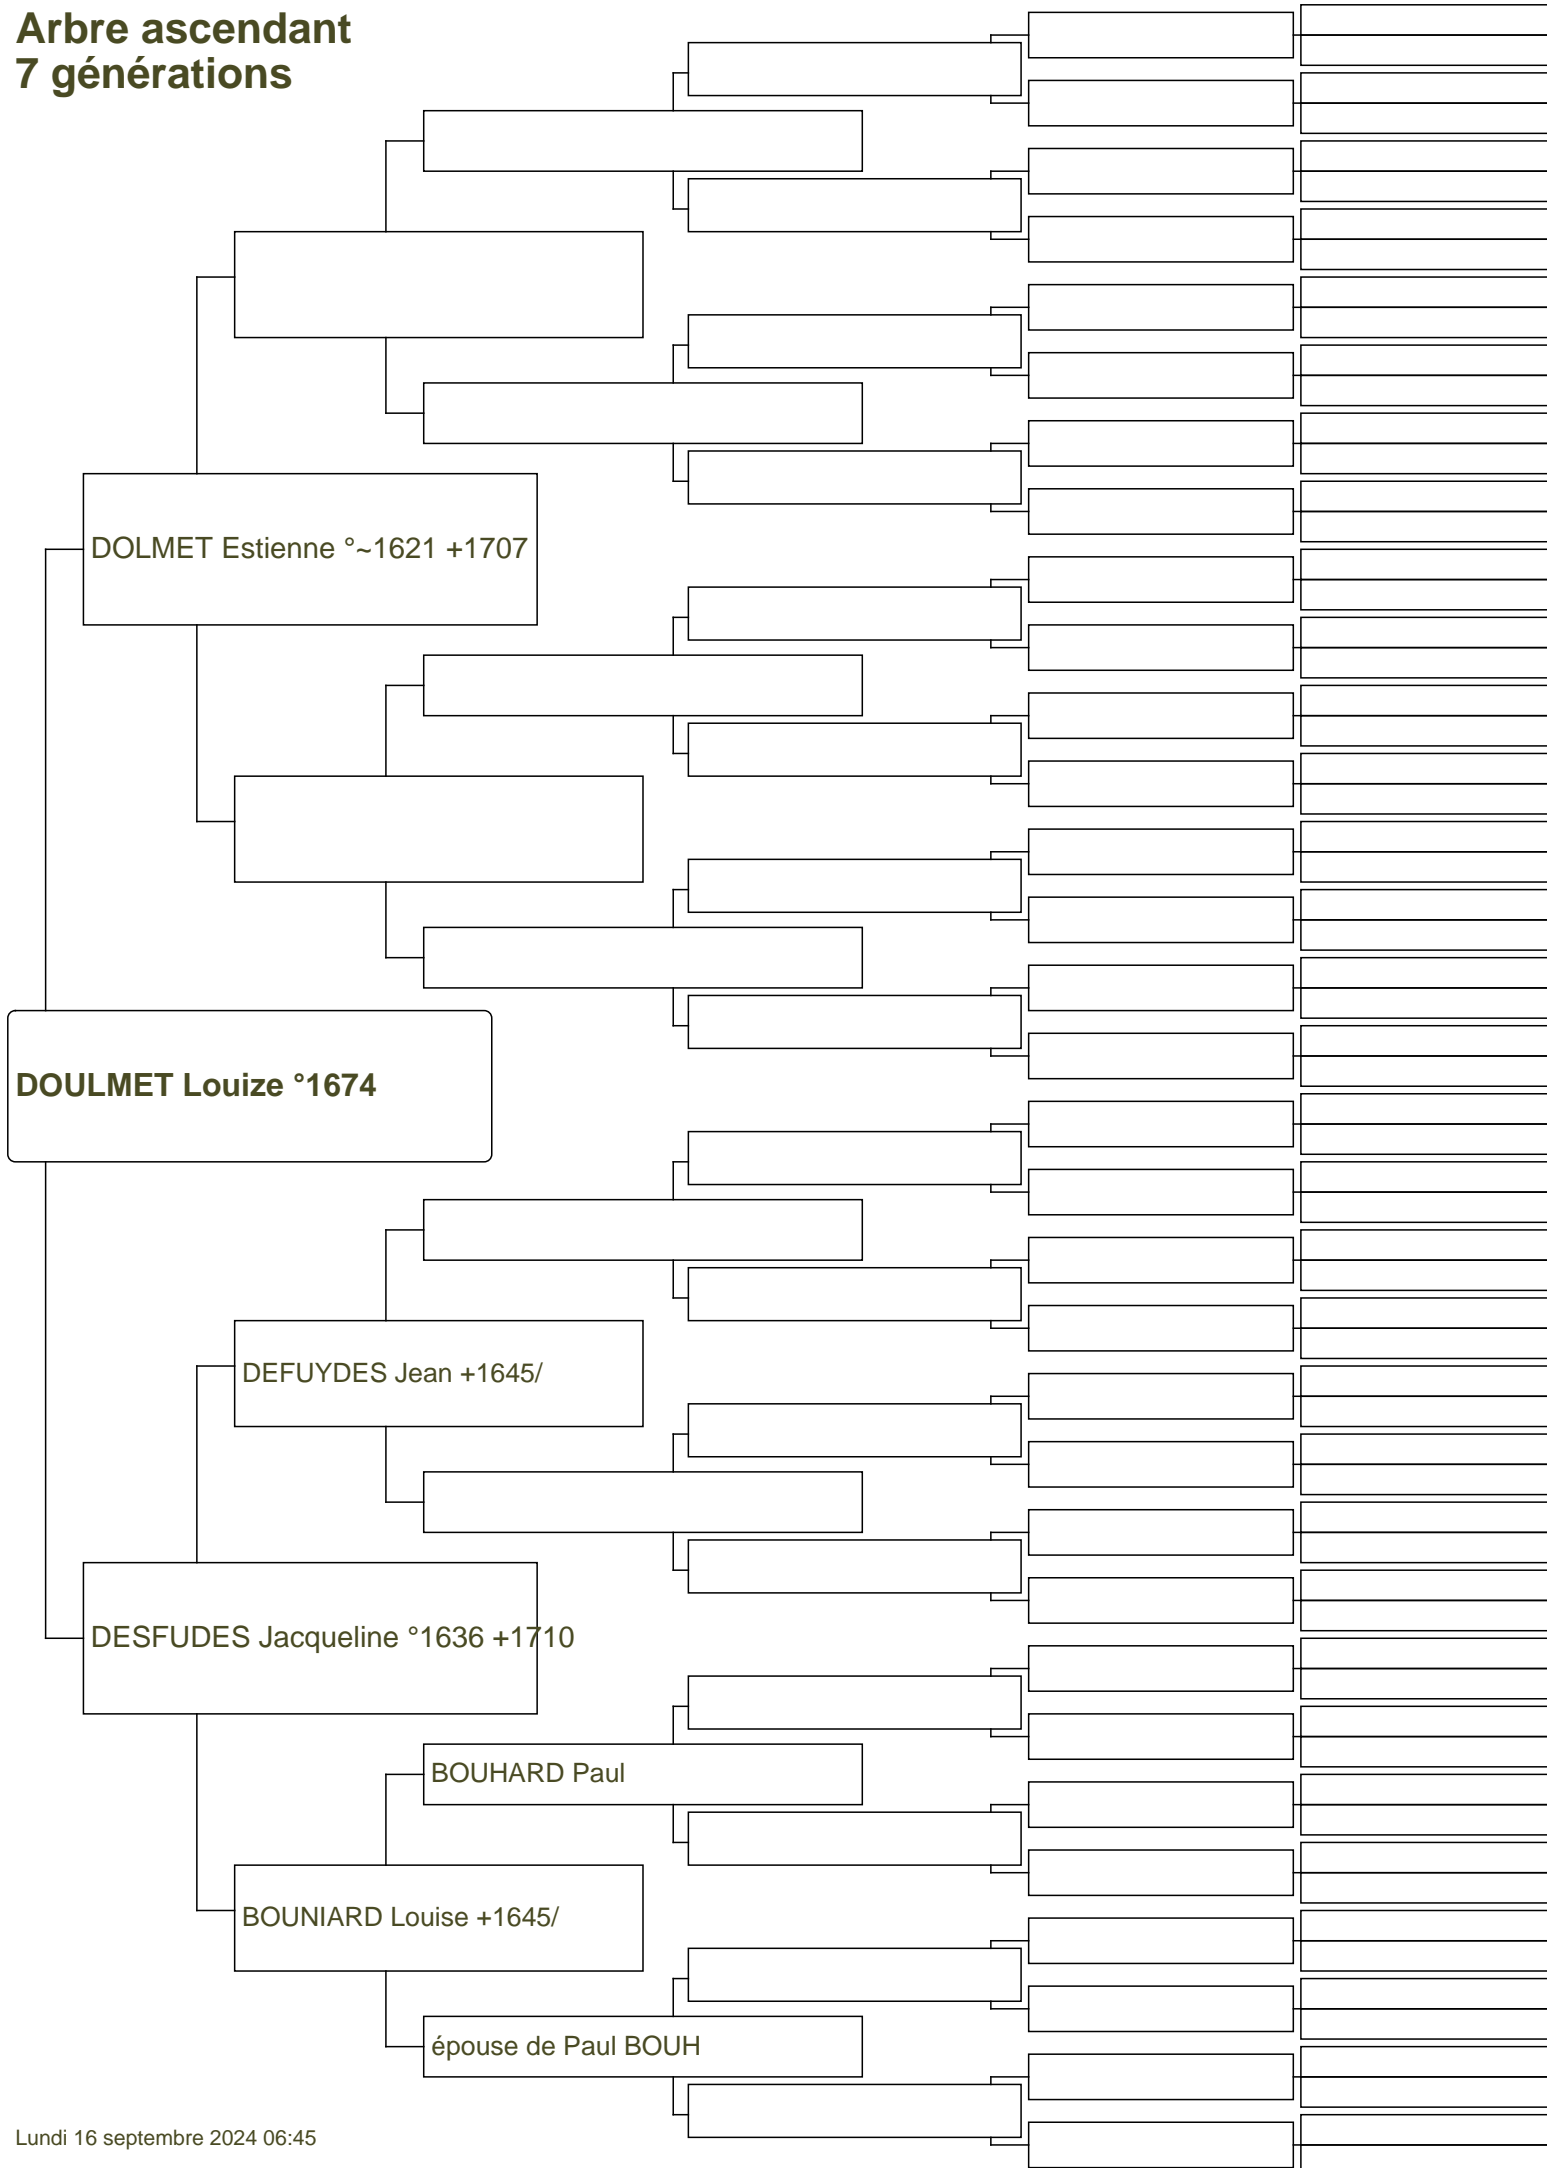 Arbre ascendant
7 générations
DOLMET Estienne °~1621 +1707
DOULMET Louize °1674
DEFUYDES Jean +1645/
DESFUDES Jacqueline °1636 +1710
BOUHARD Paul
BOUNIARD Louise +1645/
épouse de Paul BOUH
Lundi 16 septembre 2024 06:45